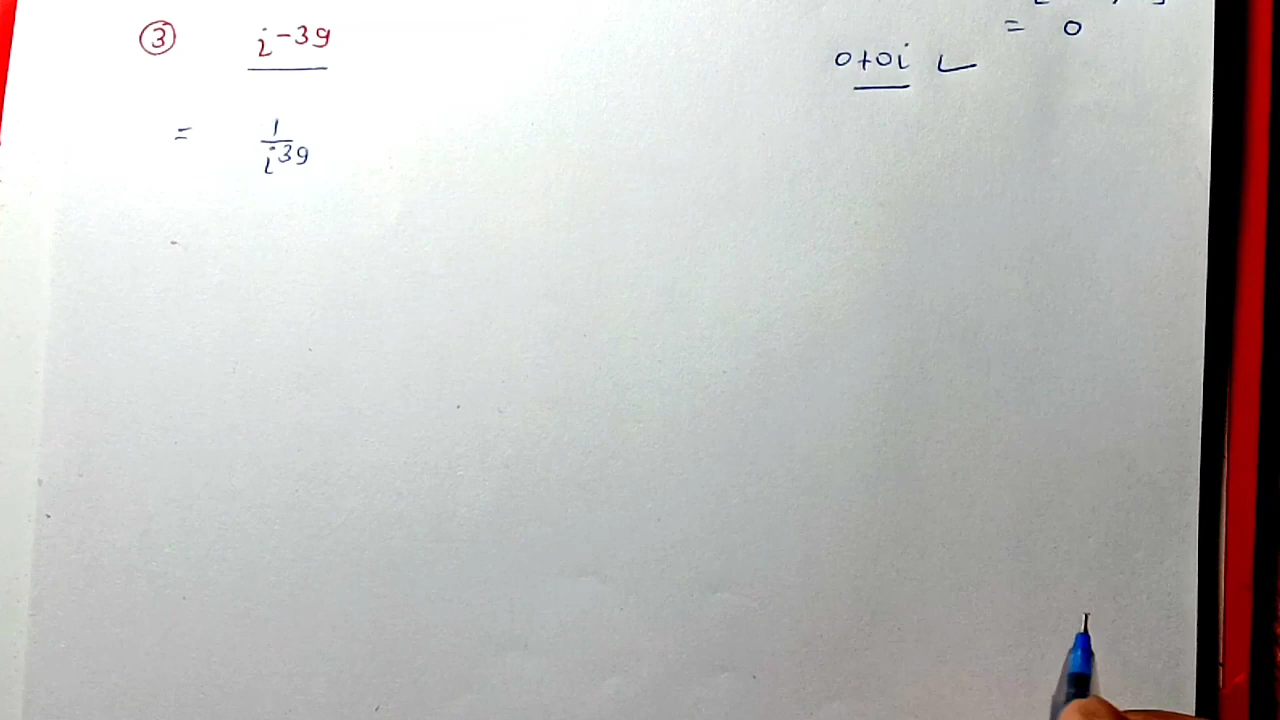 ③ i⁻³⁹
= 1/i³⁹
= 0
0+0i ✓